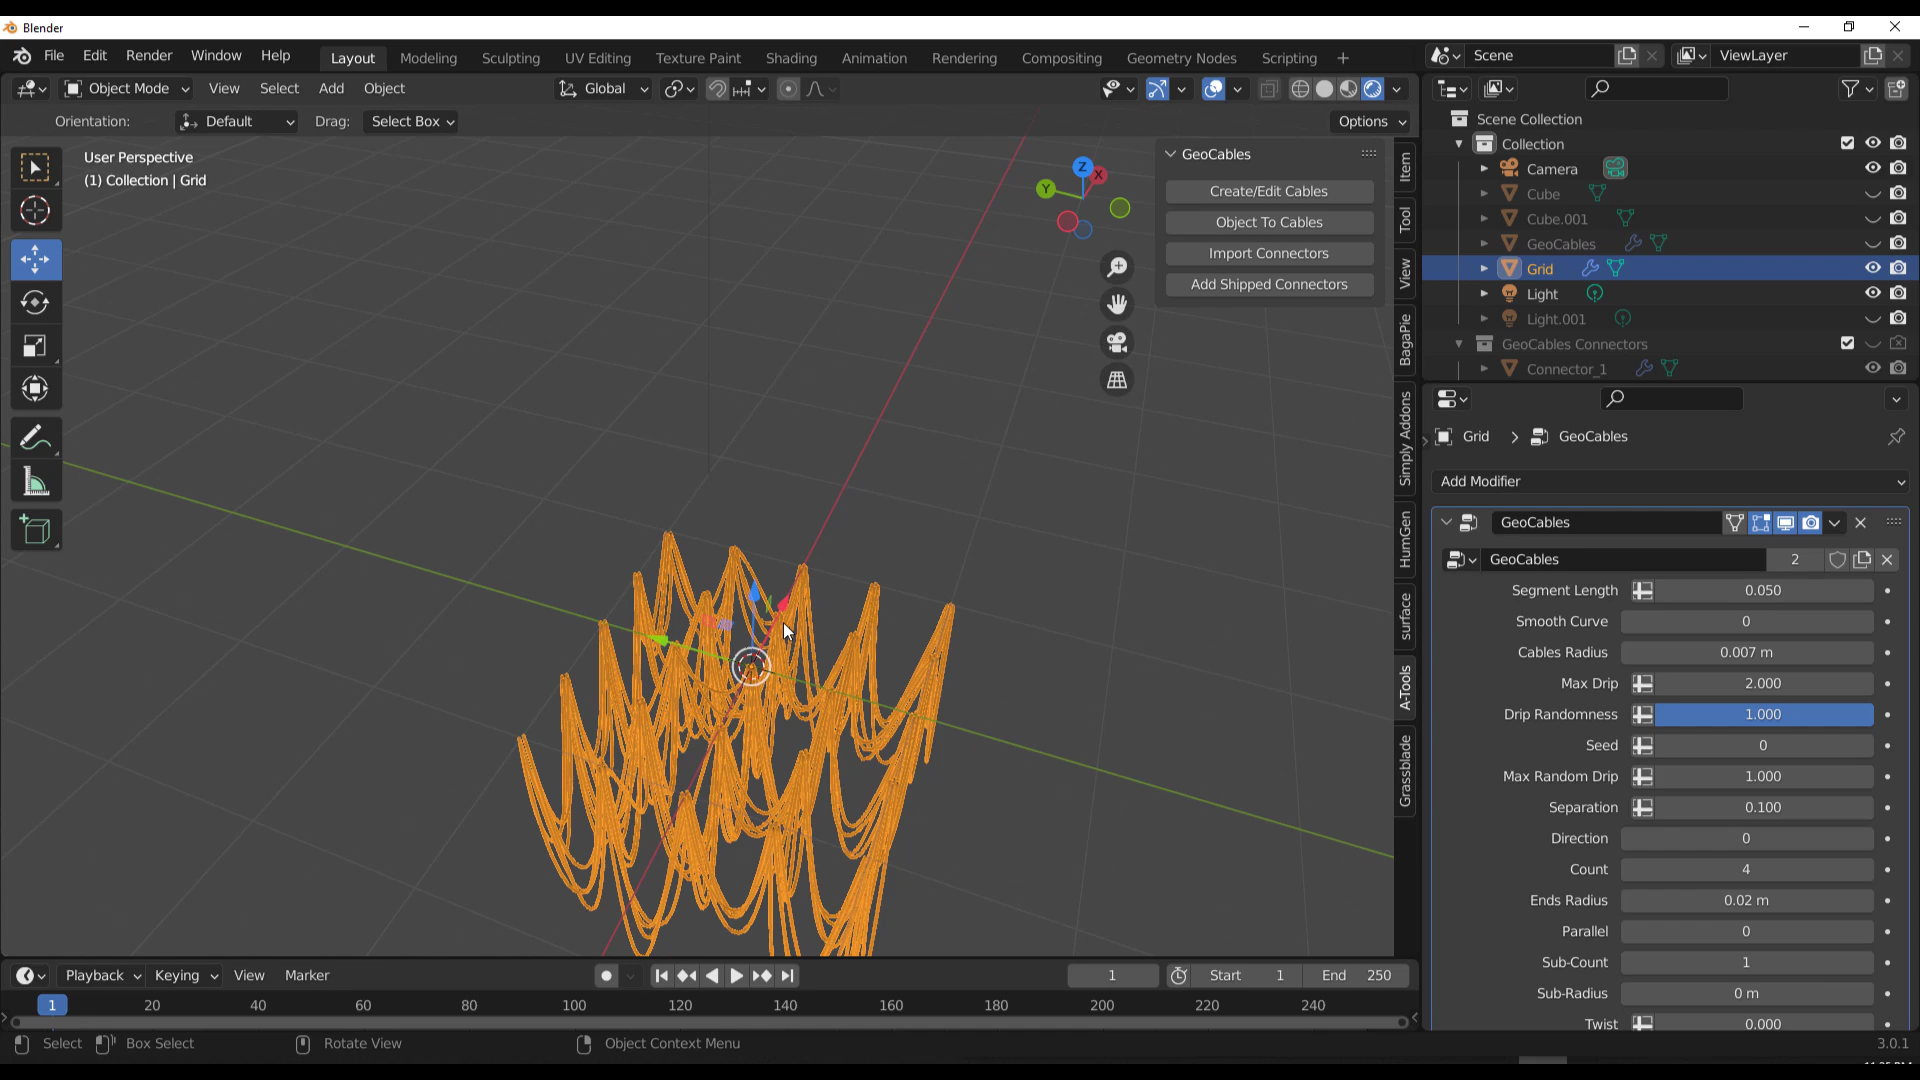 Blender
File Edit Render Window Help
Layout Modeling Sculpting UV Editing Texture Paint Shading Animation Rendering Compositing Geometry Nodes Scripting +
Scene
ViewLayer
Object Mode View Select Add Object
Global
Orientation: Default Drag: Select Box
Options
User Perspective
(1) Collection | Grid
Z
X
Y
GeoCables
Create/Edit Cables
Object To Cables
Import Connectors
Add Shipped Connectors
Item
Tool
View
BagaPie
Simply Addons
HumGen
surface
A-Tools
Grassblade
Scene Collection
Collection
Camera
Cube
Cube.001
GeoCables
Grid
Light
Light.001
GeoCables Connectors
Connector_1
Grid > GeoCables
Add Modifier
GeoCables
GeoCables 2
Segment Length 0.050
Smooth Curve 0
Cables Radius 0.007 m
Max Drip 2.000
Drip Randomness 1.000
Seed 0
Max Random Drip 1.000
Separation 0.100
Direction 0
Count 4
Ends Radius 0.02 m
Parallel 0
Sub-Count 1
Sub-Radius 0 m
Twist 0.000
Playback Keying View Marker
1 Start 1 End 250
1 20 40 60 80 100 120 140 160 180 200 220 240
Select Box Select Rotate View Object Context Menu
3.0.1